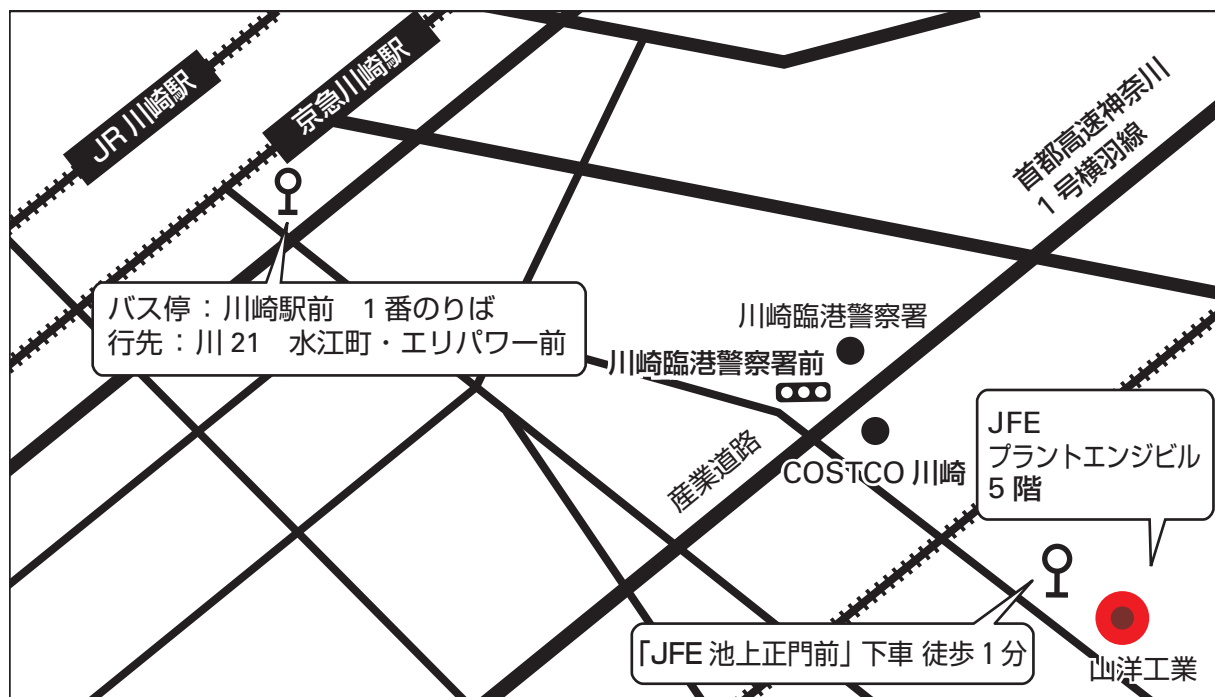 JR 川崎駅
京急川崎駅
首都高速神奈川
1 号横羽線
バス停：川崎駅前　1 番のりば
行先：川 21　水江町・エリパワー前
川崎臨港警察署
川崎臨港警察署前
産業道路
COSTCO 川崎
JFE
プラントエンジビル
5 階
「JFE 池上正門前」下車 徒歩 1 分
山洋工業